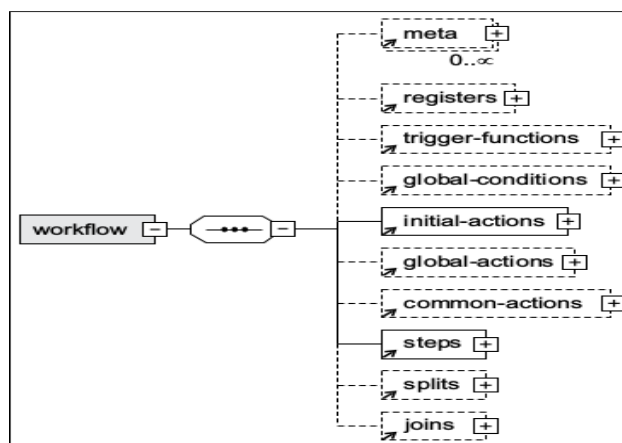 meta
0..∞
registers
trigger-functions
global-conditions
workflow
initial-actions
global-actions
common-actions
steps
splits
joins